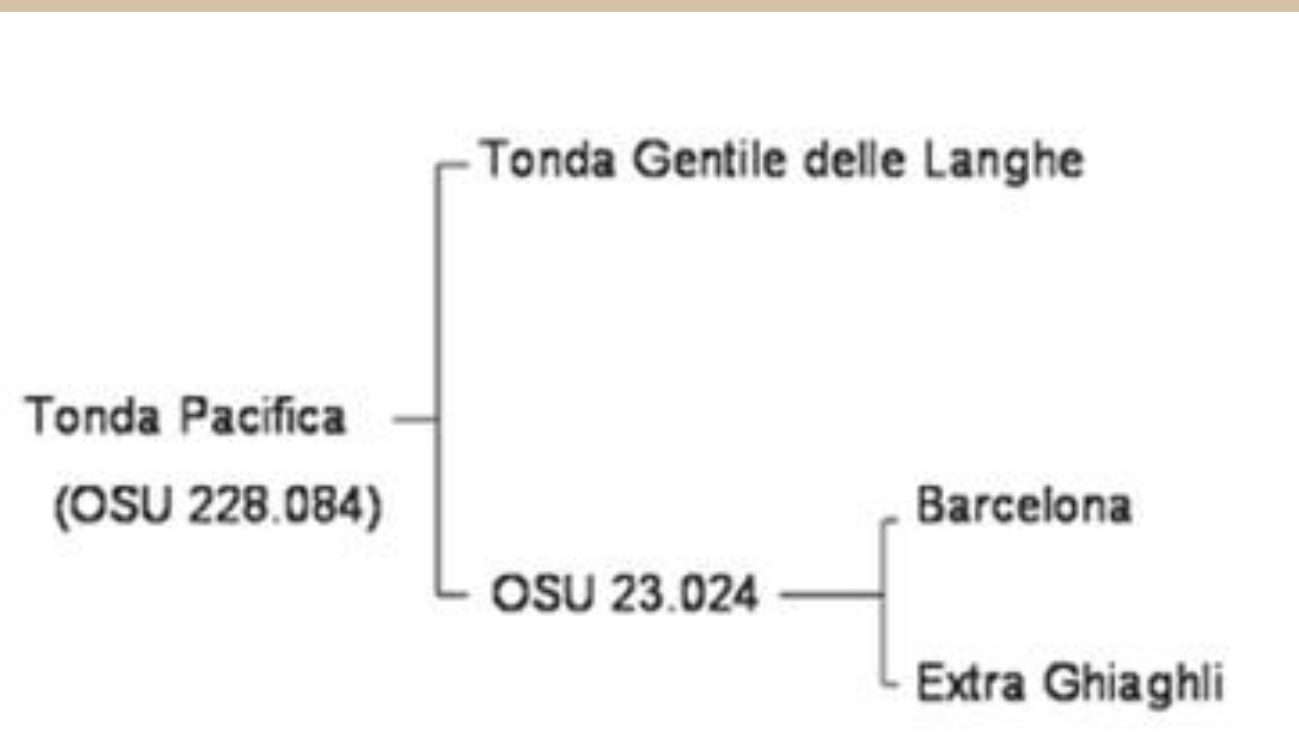 Tonda Gentile delle Langhe
Tonda Pacifica
(OSU 228.084)
Barcelona
OSU 23.024
Extra Ghiaghli